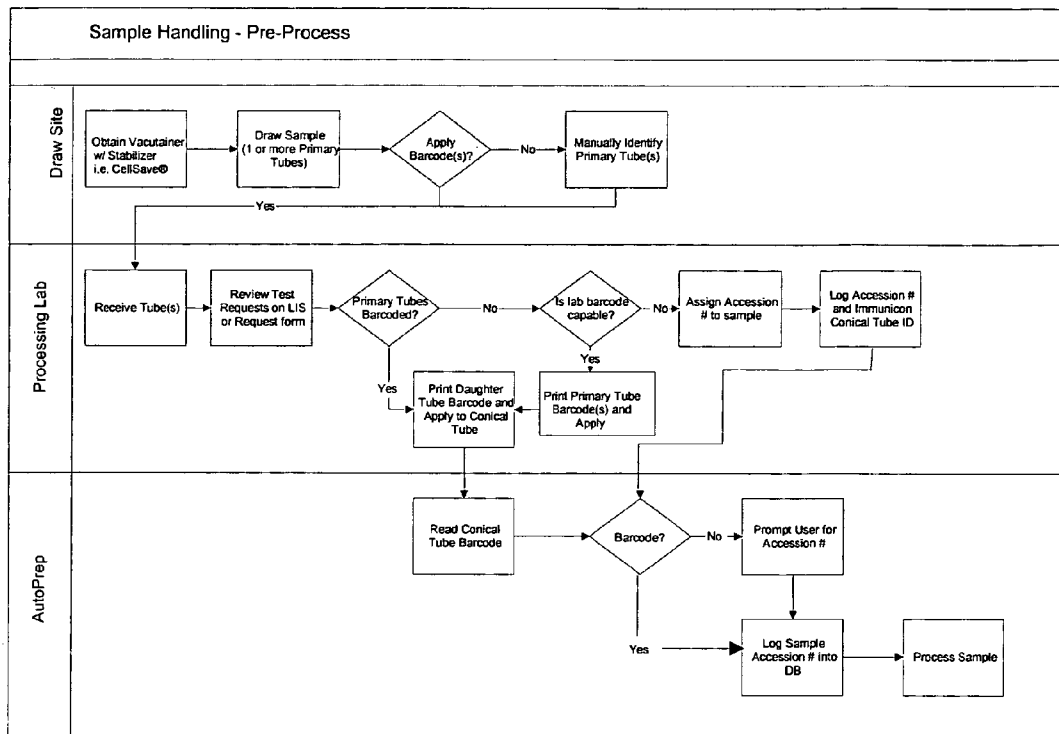 Sample Handling - Pre-Process
Draw Site
Obtain Vacutainer
w/ Stabilizer
i.e. CellSave®
Draw Sample
(1 or more Primary
Tubes)
Apply
Barcode(s)?
No
Manually Identify
Primary Tube(s)
Yes
Processing Lab
Receive Tube(s)
Review Test
Requests on LIS
or Request form
Primary Tubes
Barcoded?
No
Is lab barcode
capable?
No
Assign Accession
# to sample
Log Accession #
and Immunicon
Conical Tube ID
Yes
Yes
Print Daughter
Tube Barcode and
Apply to Conical
Tube
Print Primary Tube
Barcode(s) and
Apply
AutoPrep
Read Conical
Tube Barcode
Barcode?
No
Prompt User for
Accession #
Yes
Log Sample
Accession # into
DB
Process Sample